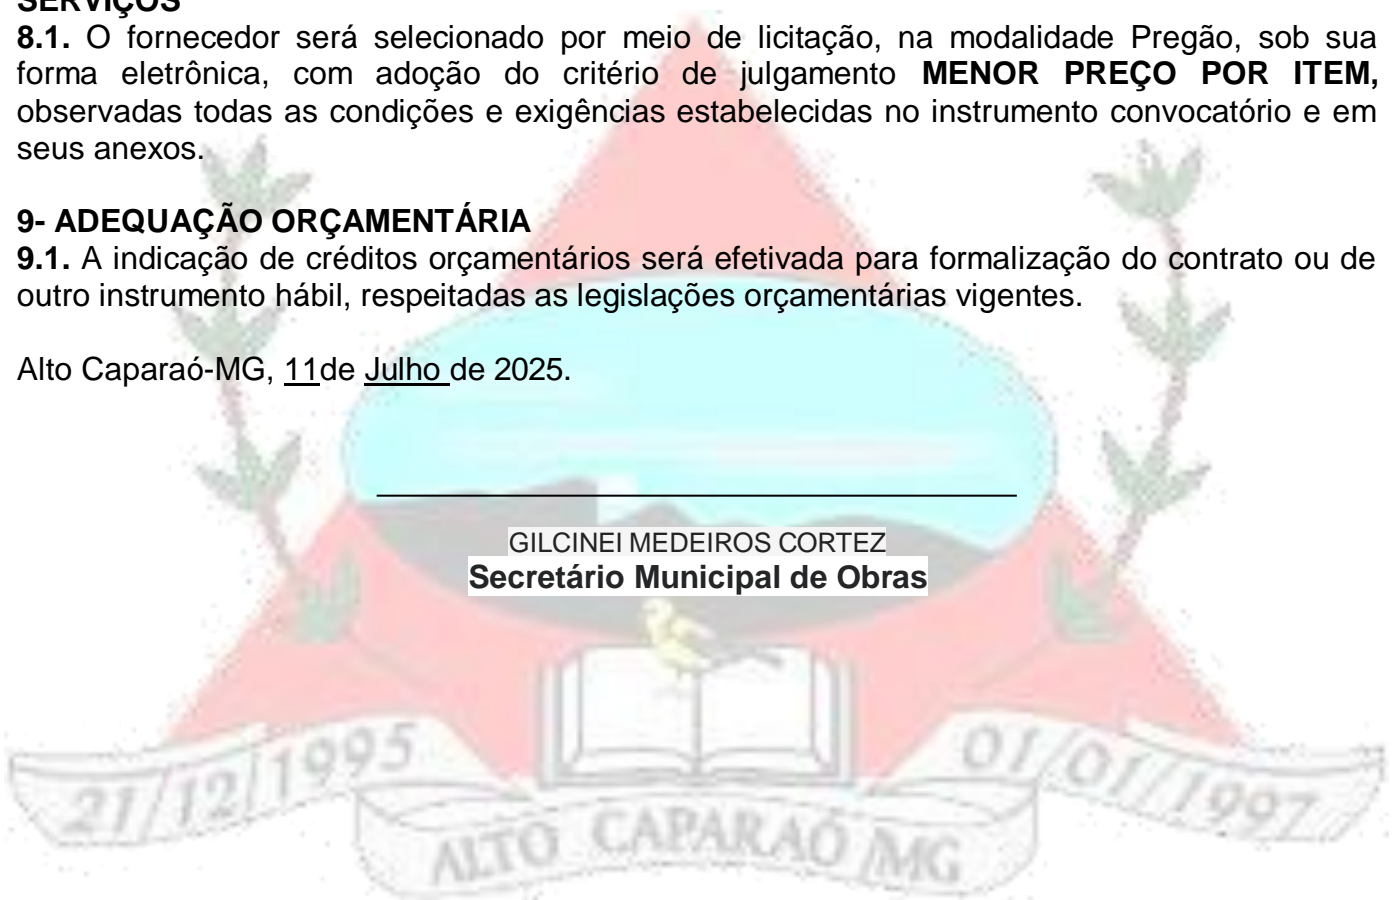 SERVIÇOS
8.1. O fornecedor será selecionado por meio de licitação, na modalidade Pregão, sob sua
forma eletrônica, com adoção do critério de julgamento MENOR PREÇO POR ITEM,
observadas todas as condições e exigências estabelecidas no instrumento convocatório e em
seus anexos.
9- ADEQUAÇÃO ORÇAMENTÁRIA
9.1. A indicação de créditos orçamentários será efetivada para formalização do contrato ou de
outro instrumento hábil, respeitadas as legislações orçamentárias vigentes.
Alto Caparaó-MG, 11de Julho de 2025.
GILCINEI MEDEIROS CORTEZ
Secretário Municipal de Obras
21/12/1995
01/01/1997
ALTO CAPARAÓ MG